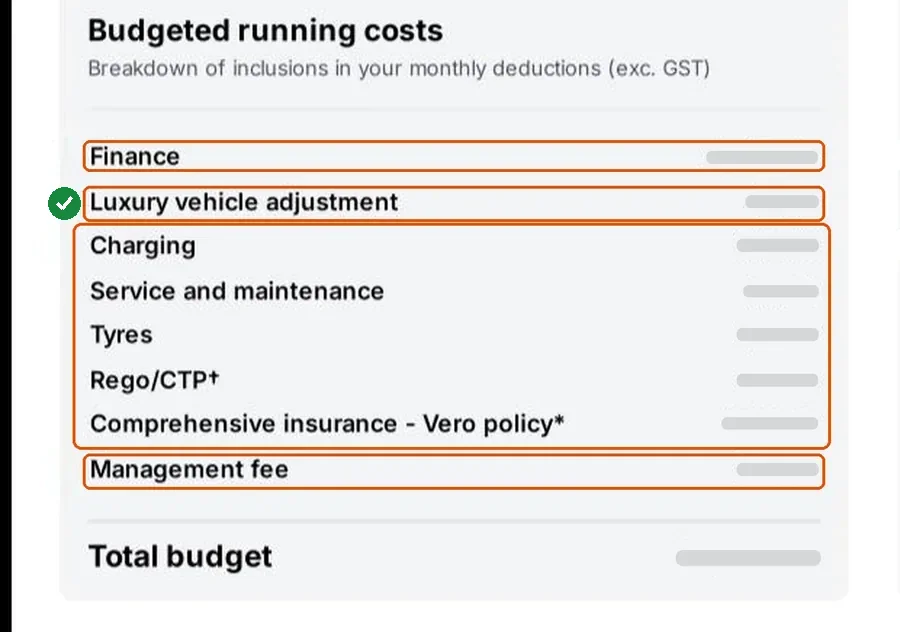 Budgeted running costs
Breakdown of inclusions in your monthly deductions (exc. GST)
Finance
Luxury vehicle adjustment
Charging
Service and maintenance
Tyres
Rego/CTP†
Comprehensive insurance - Vero policy*
Management fee
Total budget